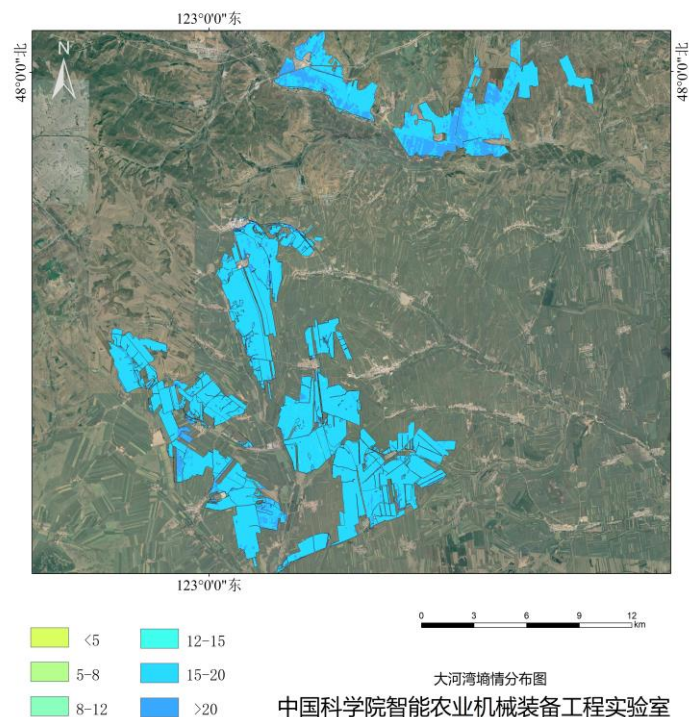 123°0'0"东
N
48°0'0"北
48°0'0"北
123°0'0"东
<5
5-8
8-12
12-15
15-20
>20
0 3 6 9 12
km
大河湾墒情分布图
中国科学院智能农业机械装备工程实验室